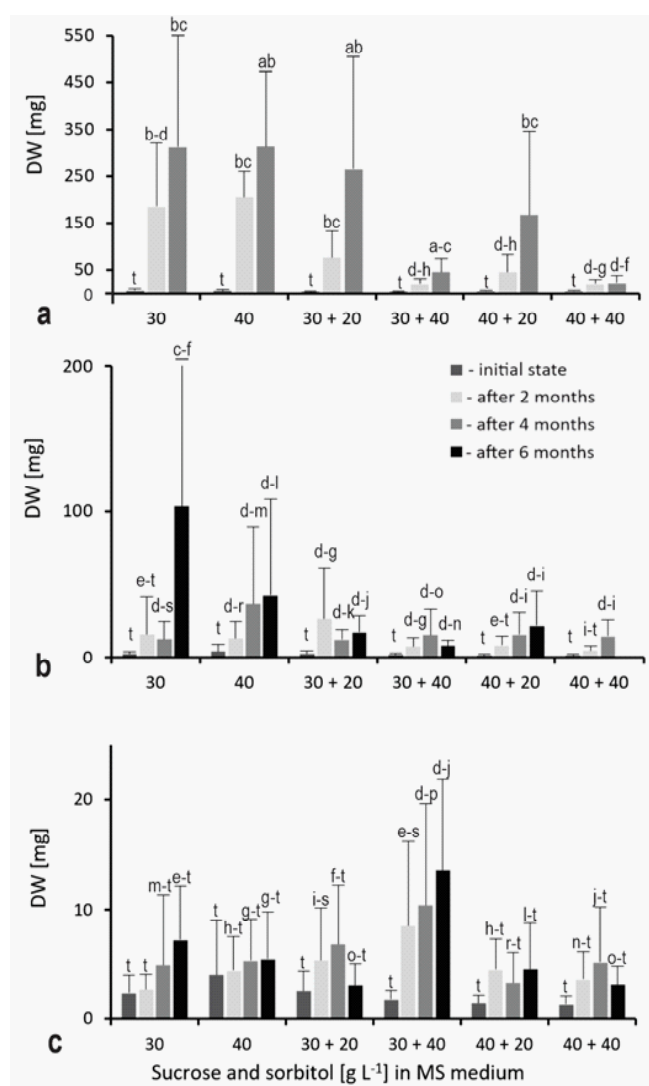 550
450
350
250
150
50
0
DW [mg]
t b-d bc
t bc ab
t bc ab
t d-h a-c
t d-h bc
t d-g d-f
a
30 40 30 + 20 30 + 40 40 + 20 40 + 40
200
100
0
DW [mg]
- initial state
- after 2 months
- after 4 months
- after 6 months
t e-t d-s c-f
t d-r d-m d-l
t d-g d-k d-j
t d-g d-o d-n
t e-t d-i d-i
t i-t d-i
b
30 40 30 + 20 30 + 40 40 + 20 40 + 40
20
10
0
DW [mg]
t t m-t e-t
t h-t g-t g-t
t i-s f-t o-t
t e-s d-p d-j
t h-t r-t l-t
t n-t j-t o-t
c
30 40 30 + 20 30 + 40 40 + 20 40 + 40
Sucrose and sorbitol [g L⁻¹] in MS medium